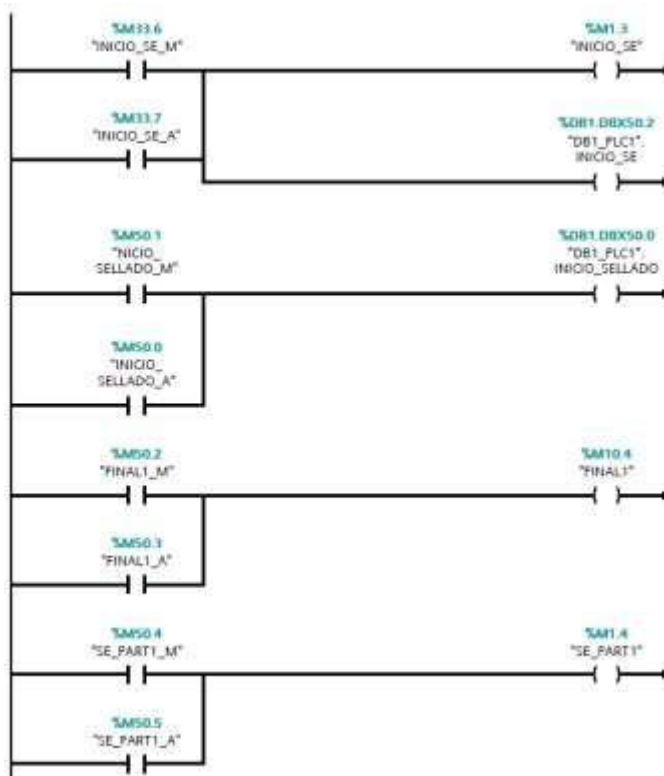 %M33.6
"INICIO_SE_M"
%M1.3
"INICIO_SE"
%M33.7
"INICIO_SE_A"
%DB1.DBX50.2
"DB1_PLC1".
INICIO_SE
%M50.1
"NICIO_
SELLADO_M"
%DB1.DBX50.0
"DB1_PLC1".
INICIO_SELLADO
%M50.0
"INICIO_
SELLADO_A"
%M50.2
"FINAL1_M"
%M10.4
"FINAL1"
%M50.3
"FINAL1_A"
%M50.4
"SE_PART1_M"
%M1.4
"SE_PART1"
%M50.5
"SE_PART1_A"